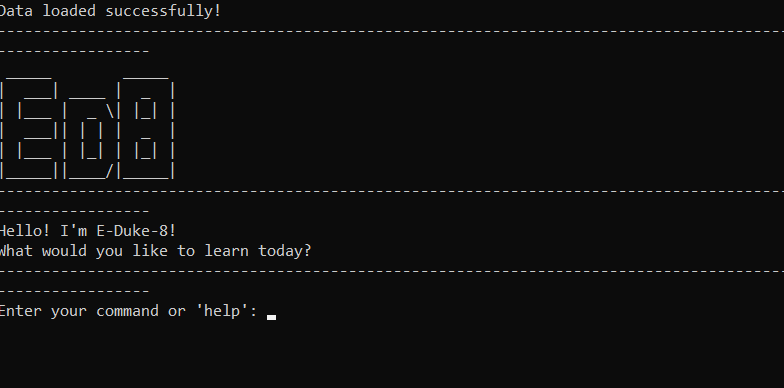 Data loaded successfully!
-----------------------------------------------------------------------------------------------
-----------------
 _____        _____
|  ___| ____ |  _  |
| |___ |  _ \| |_| |
|  ___|| | | |  _  |
| |___ | |_| | |_| |
|_____||____/|_____|
-----------------------------------------------------------------------------------------------
-----------------
Hello! I'm E-Duke-8!
What would you like to learn today?
-----------------------------------------------------------------------------------------------
-----------------
Enter your command or 'help':